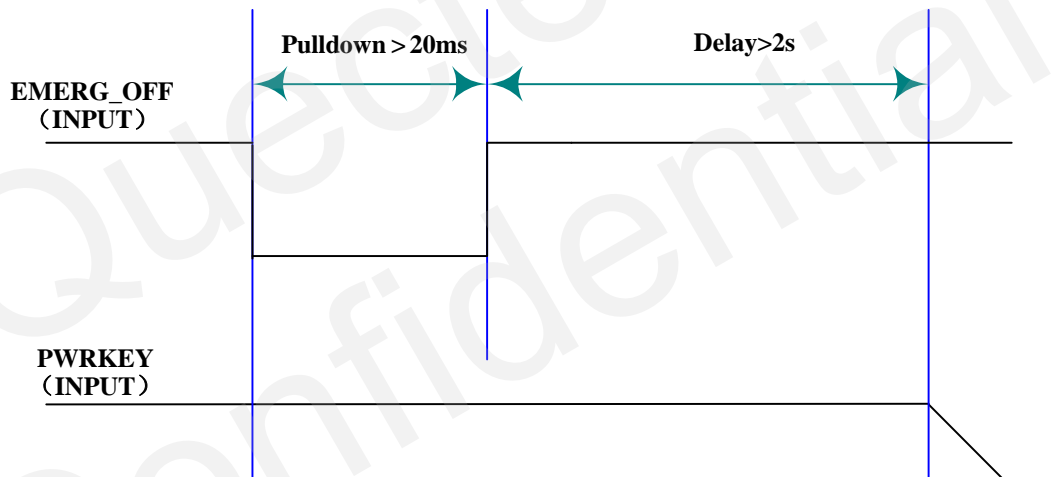 Pulldown > 20ms
Delay>2s
EMERG_OFF
（INPUT）
PWRKEY
（INPUT）
Quectel
Confidential